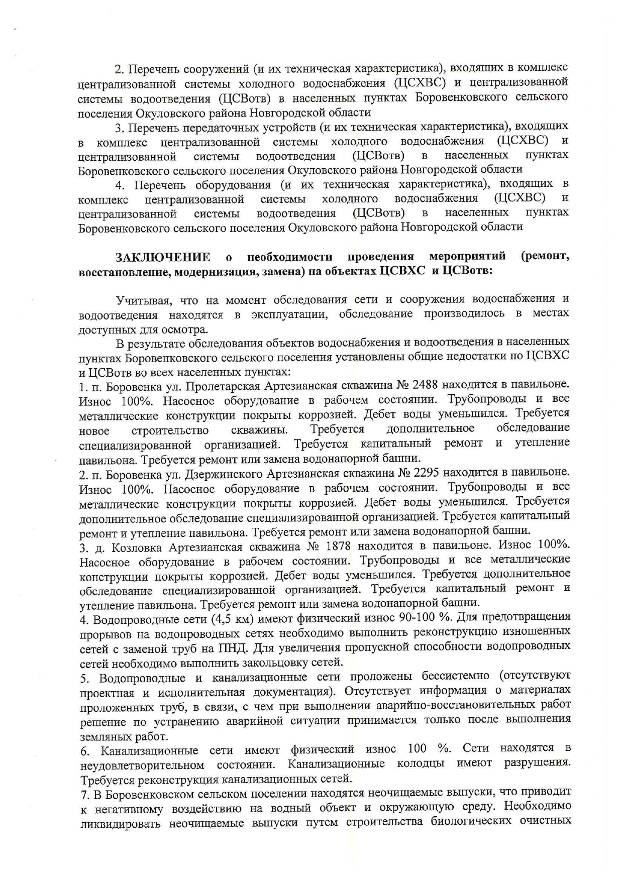 2. Перечень сооружений (и их техническая характеристика), входящих в комплекс
централизованной системы холодного водоснабжения (ЦСХВС) и централизованной
системы водоотведения (ЦСВотв) в населенных пунктах Боровенковского сельского
поселения Окуловского района Новгородской области
3. Перечень передаточных устройств (и их техническая характеристика), входящих
в комплекс централизованной системы холодного водоснабжения (ЦСХВС) и
централизованной системы водоотведения (ЦСВотв) в населенных пунктах
Боровенковского сельского поселения Окуловского района Новгородской области
4. Перечень оборудования (и их техническая характеристика), входящих в
комплекс централизованной системы холодного водоснабжения (ЦСХВС) и
централизованной системы водоотведения (ЦСВотв) в населенных пунктах
Боровенковского сельского поселения Окуловского района Новгородской области
ЗАКЛЮЧЕНИЕ о необходимости проведения мероприятий (ремонт,
восстановление, модернизация, замена) на объектах ЦСВХС и ЦСВотв:
Учитывая, что на момент обследования сети и сооружения водоснабжения и
водоотведения находятся в эксплуатации, обследование производилось в местах
доступных для осмотра.
В результате обследования объектов водоснабжения и водоотведения в населенных
пунктах Боровенковского сельского поселения установлены общие недостатки по ЦСВХС
и ЦСВотв во всех населенных пунктах:
1. п. Боровенка ул. Пролетарская Артезианская скважина № 2488 находится в павильоне.
Износ 100%. Насосное оборудование в рабочем состоянии. Трубопроводы и все
металлические конструкции покрыты коррозией. Дебет воды уменьшился. Требуется
новое строительство скважины. Требуется дополнительное обследование
специализированной организацией. Требуется капитальный ремонт и утепление
павильона. Требуется ремонт или замена водонапорной башни.
2. п. Боровенка ул. Дзержинского Артезианская скважина № 2295 находится в павильоне.
Износ 100%. Насосное оборудование в рабочем состоянии. Трубопроводы и все
металлические конструкции покрыты коррозией. Дебет воды уменьшился. Требуется
дополнительное обследование специализированной организацией. Требуется капитальный
ремонт и утепление павильона. Требуется ремонт или замена водонапорной башни.
3. д. Козловка Артезианская скважина № 1878 находится в павильоне. Износ 100%.
Насосное оборудование в рабочем состоянии. Трубопроводы и все металлические
конструкции покрыты коррозией. Дебет воды уменьшился. Требуется дополнительное
обследование специализированной организацией. Требуется капитальный ремонт и
утепление павильона. Требуется ремонт или замена водонапорной башни.
4. Водопроводные сети (4,5 км) имеют физический износ 90-100 %. Для предотвращения
прорывов на водопроводных сетях необходимо выполнить реконструкцию изношенных
сетей с заменой труб на ПНД. Для увеличения пропускной способности водопроводных
сетей необходимо выполнить закольцовку сетей.
5. Водопроводные и канализационные сети проложены бессистемно (отсутствуют
проектная и исполнительная документация). Отсутствует информация о материалах
проложенных труб, в связи, с чем при выполнении аварийно-восстановительных работ
решение по устранению аварийной ситуации принимается только после выполнения
земляных работ.
6. Канализационные сети имеют физический износ 100 %. Сети находятся в
неудовлетворительном состоянии. Канализационные колодцы имеют разрушения.
Требуется реконструкция канализационных сетей.
7. В Боровенковском сельском поселении находятся неочищаемые выпуски, что приводит
к негативному воздействию на водный объект и окружающую среду. Необходимо
ликвидировать неочищаемые выпуски путем строительства биологических очистных